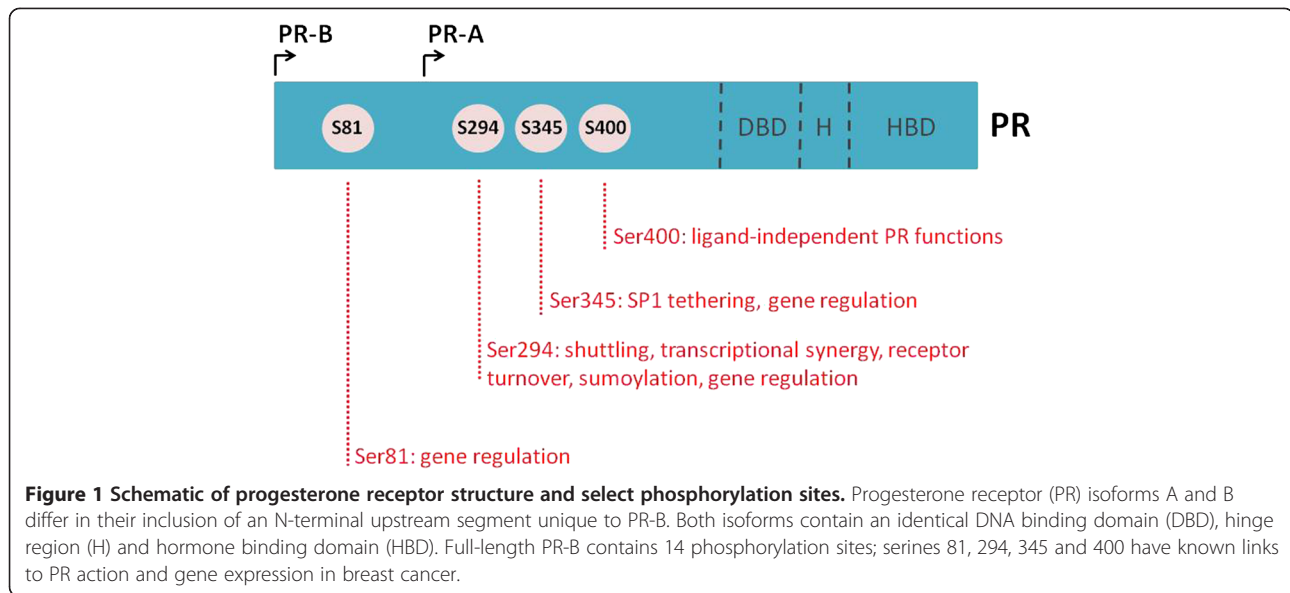 PR-B
PR-A
S81
S294
S345
S400
DBD
H
HBD
PR
Ser400: ligand-independent PR functions
Ser345: SP1 tethering, gene regulation
Ser294: shuttling, transcriptional synergy, receptor
turnover, sumoylation, gene regulation
Ser81: gene regulation
Figure 1 Schematic of progesterone receptor structure and select phosphorylation sites. Progesterone receptor (PR) isoforms A and B
differ in their inclusion of an N-terminal upstream segment unique to PR-B. Both isoforms contain an identical DNA binding domain (DBD), hinge
region (H) and hormone binding domain (HBD). Full-length PR-B contains 14 phosphorylation sites; serines 81, 294, 345 and 400 have known links
to PR action and gene expression in breast cancer.